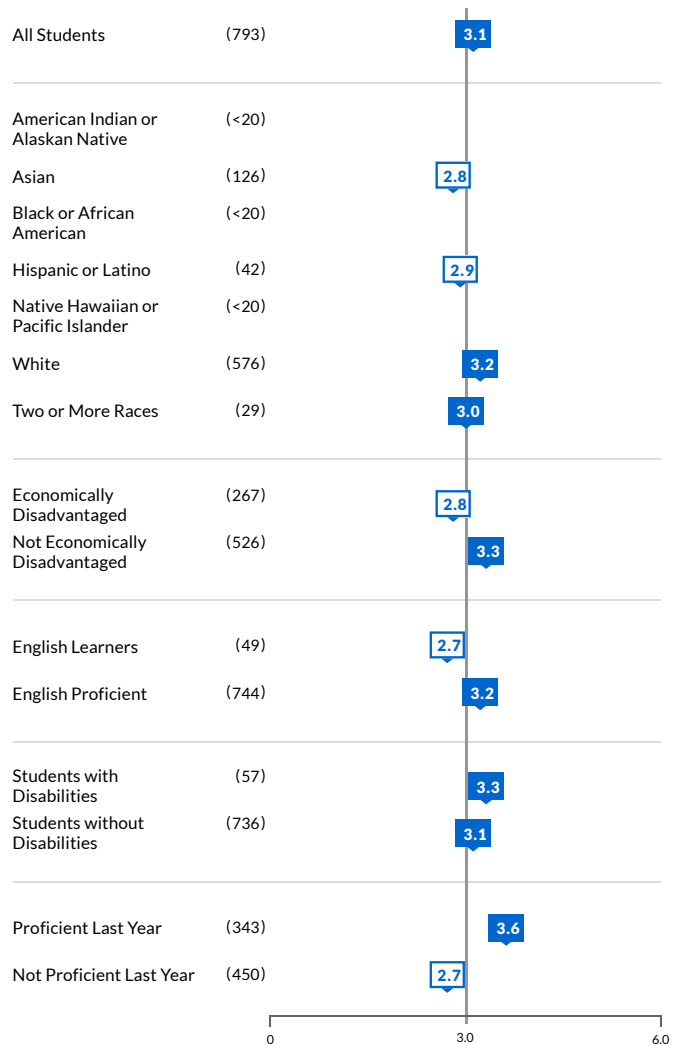 All Students (793) 3.1
American Indian or (<20)
Alaskan Native
Asian (126) 2.8
Black or African (<20)
American
Hispanic or Latino (42) 2.9
Native Hawaiian or (<20)
Pacific Islander
White (576) 3.2
Two or More Races (29) 3.0
Economically (267) 2.8
Disadvantaged
Not Economically (526) 3.3
Disadvantaged
English Learners (49) 2.7
English Proficient (744) 3.2
Students with (57) 3.3
Disabilities
Students without (736) 3.1
Disabilities
Proficient Last Year (343) 3.6
Not Proficient Last Year (450) 2.7
0 3.0 6.0